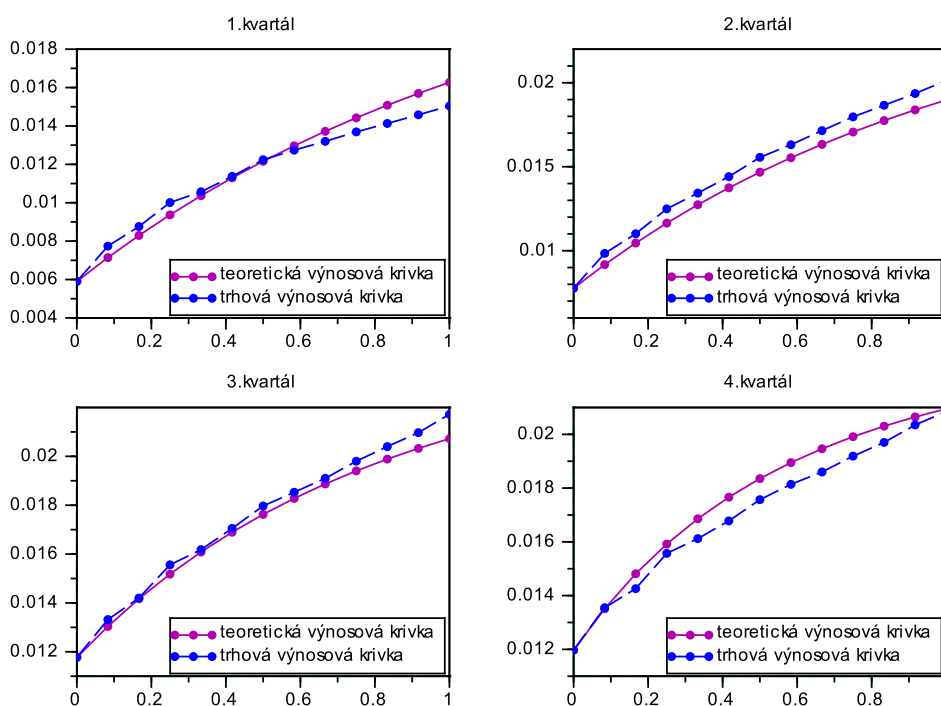 1.kvartál
0.018
0.016
0.014
0.012
0.01
0.008
0.006
0.004
teoretická výnosová krivka
trhová výnosová krivka
0 0.2 0.4 0.6 0.8 1
2.kvartál
0.02
0.015
0.01
teoretická výnosová krivka
trhová výnosová krivka
0 0.2 0.4 0.6 0.8
3.kvartál
0.02
0.018
0.016
0.014
0.012
teoretická výnosová krivka
trhová výnosová krivka
0 0.2 0.4 0.6 0.8 1
4.kvartál
0.02
0.018
0.016
0.014
0.012
teoretická výnosová krivka
trhová výnosová krivka
0 0.2 0.4 0.6 0.8